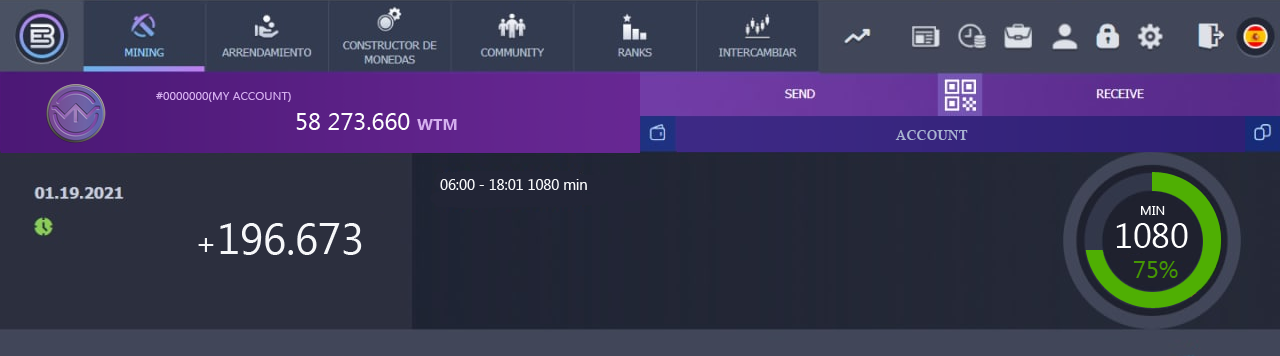 MINING
ARRENDAMIENTO
CONSTRUCTOR DE
MONEDAS
COMMUNITY
RANKS
INTERCAMBIAR
#0000000(MY ACCOUNT)
58 273.660 WTM
SEND
RECEIVE
ACCOUNT
01.19.2021
+196.673
06:00 - 18:01 1080 min
MIN
1080
75%